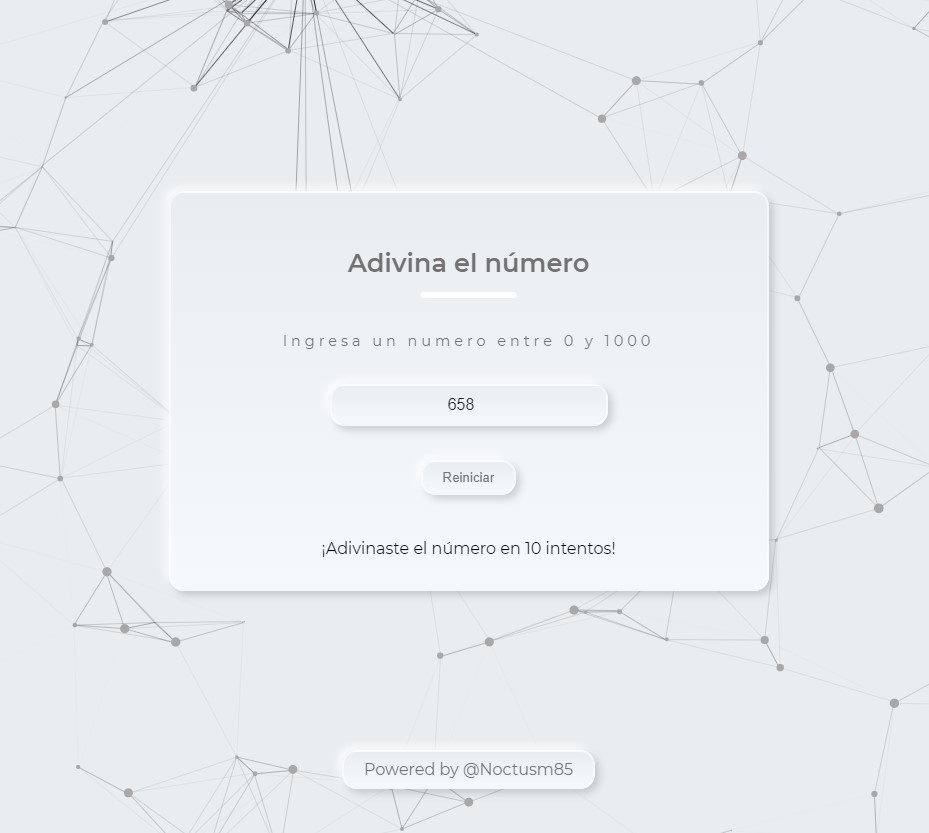 Adivina el número
Ingresa un numero entre 0 y 1000
658
Reiniciar
¡Adivinaste el número en 10 intentos!
Powered by @Noctusm85